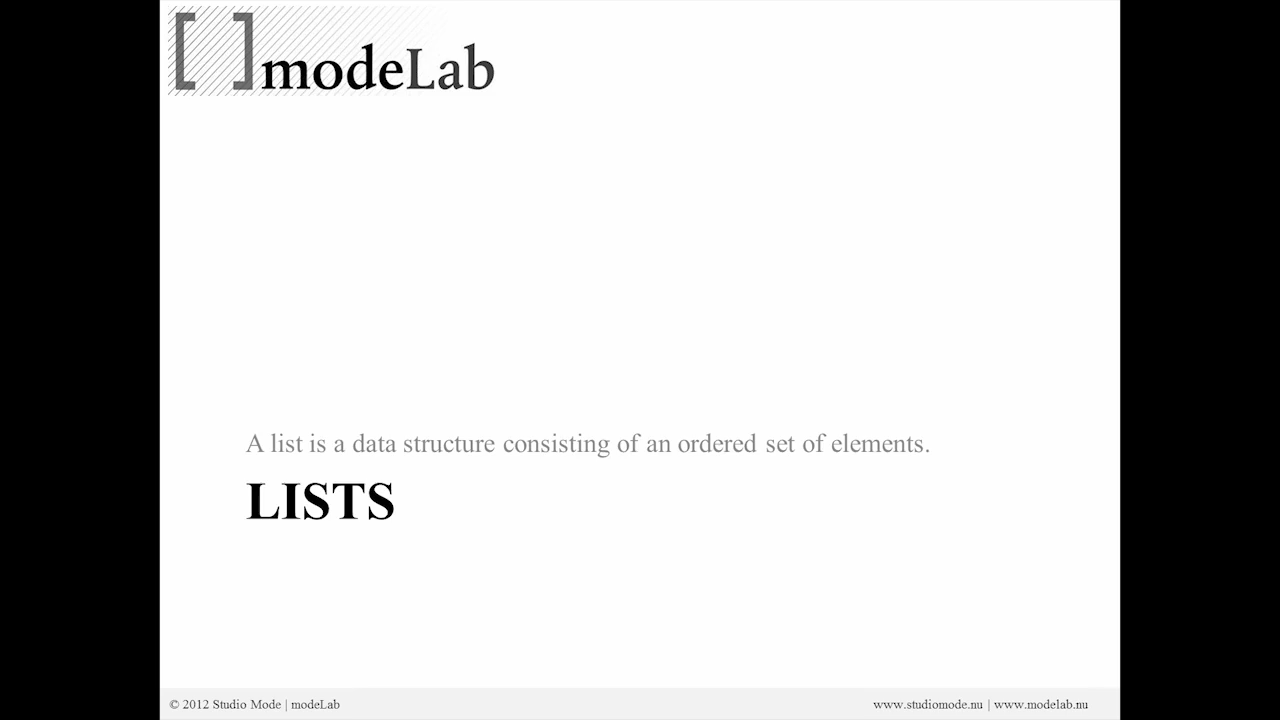 [ ]modeLab
A list is a data structure consisting of an ordered set of elements.
LISTS
© 2012 Studio Mode | modeLab
www.studiomode.nu | www.modelab.nu